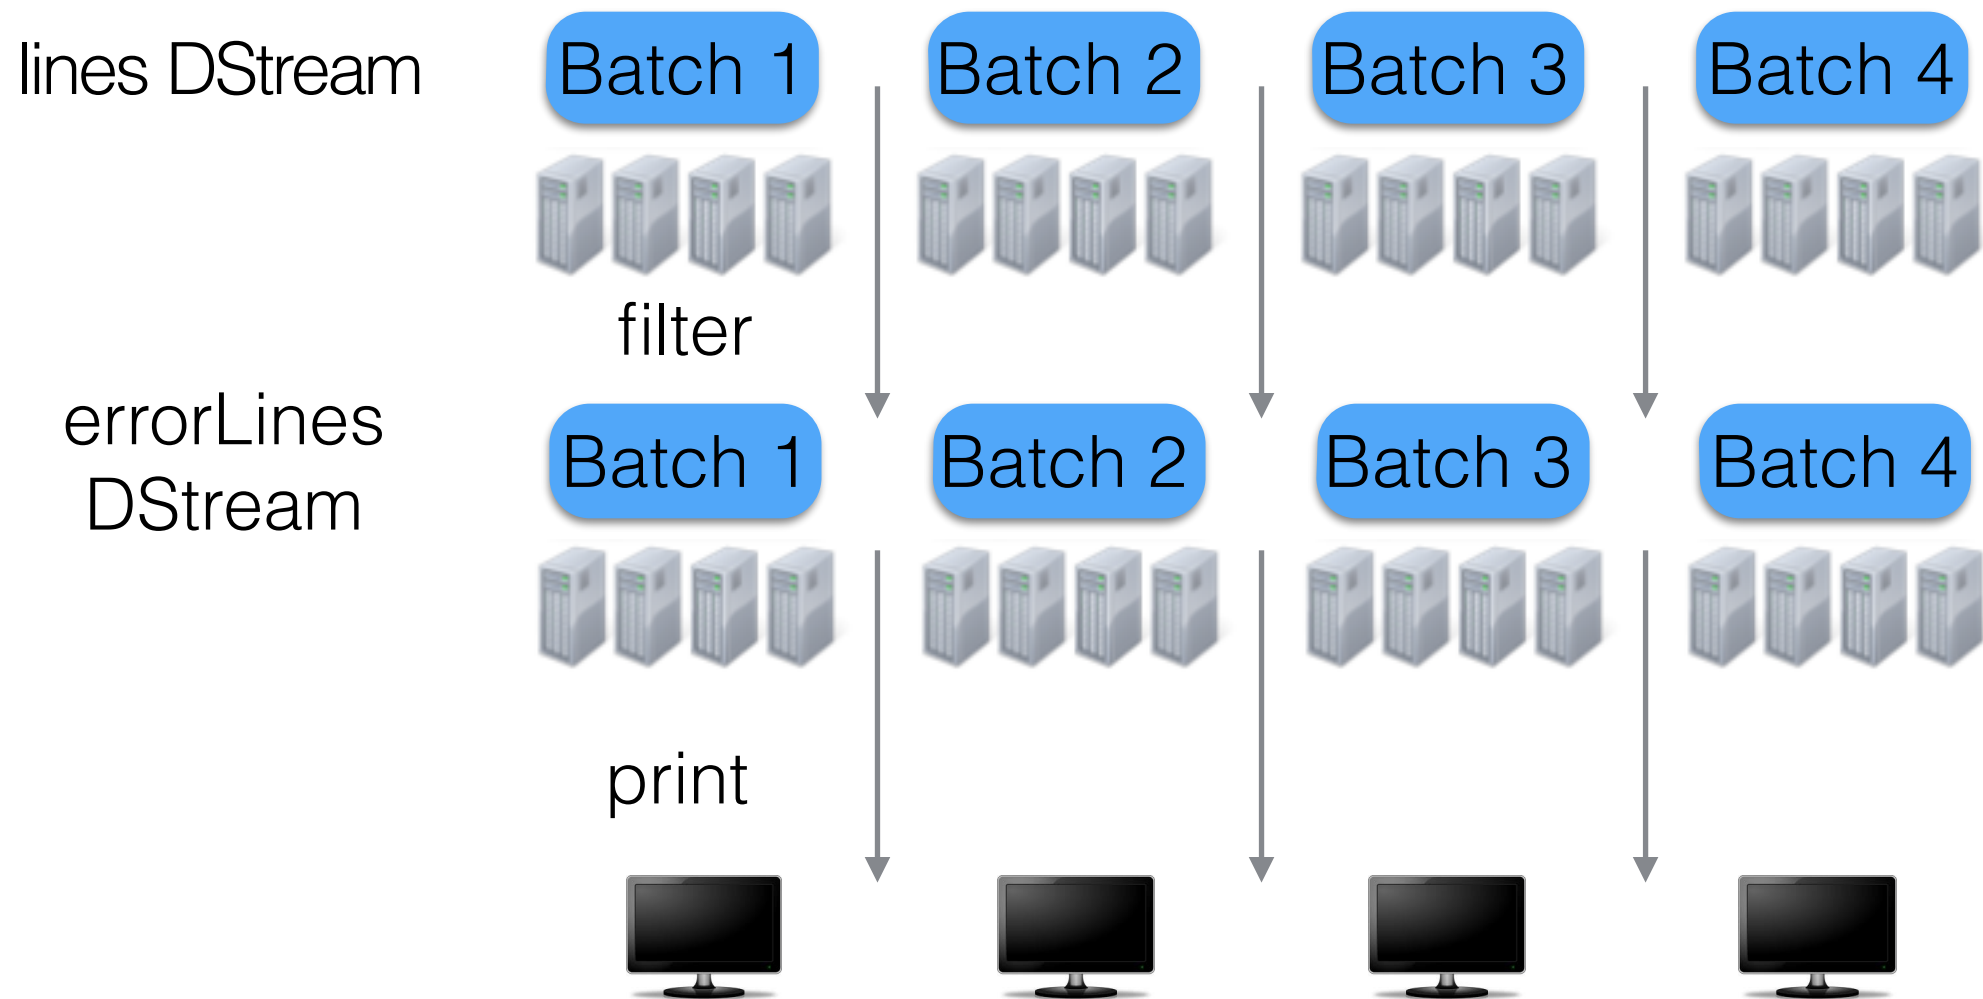 lines DStream
Batch 1
Batch 2
Batch 3
Batch 4
filter
errorLines
DStream
Batch 1
Batch 2
Batch 3
Batch 4
print